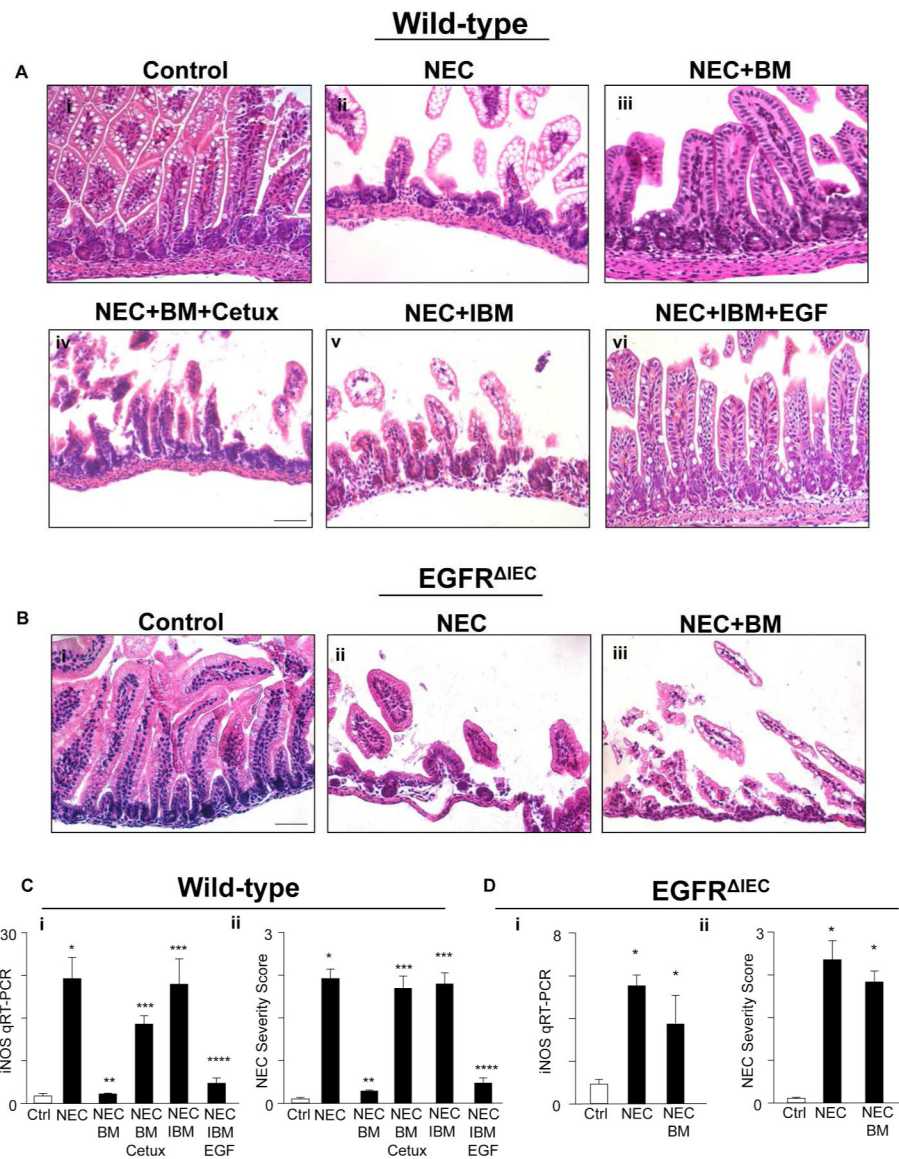 Wild-type
A
Control NEC NEC+BM
i ii iii
NEC+BM+Cetux NEC+IBM NEC+IBM+EGF
iv v vi
EGFRΔIEC
B
Control NEC NEC+BM
i ii iii
C Wild-type
i
30
0
iNOS qRT-PCR
* ** *** *** ****
Ctrl NEC NEC NEC NEC NEC
BM BM IBM IBM
Cetux EGF
ii
3
0
NEC Severity Score
* ** *** *** ****
Ctrl NEC NEC NEC NEC NEC
BM BM IBM IBM
Cetux EGF
D EGFRΔIEC
i
8
0
iNOS qRT-PCR
* *
Ctrl NEC NEC
BM
ii
3
0
NEC Severity Score
* *
Ctrl NEC NEC
BM